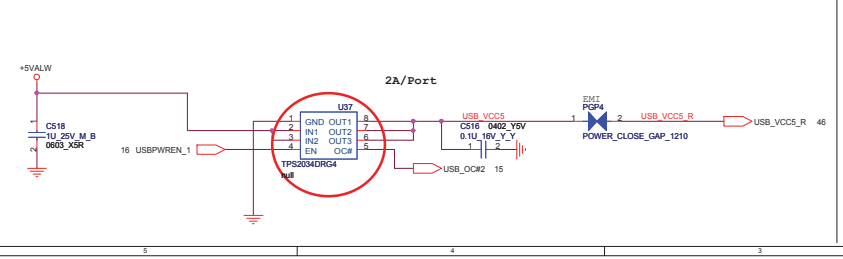 2A/Port
+5VALW
C518
1U_25V_M_B
0603_X5R
1
2
16 USBPWREN_1
U37
1 GND OUT1 8
2 IN1 OUT2 7
3 IN2 OUT3 6
4 EN OC# 5
TPS2034DRG4
null
USB_VCC5
C516 0402_Y5V
0.1U_16V_Y_Y
1 2
USB_OC#2 15
EMI
PGP4
1 2
POWER_CLOSE_GAP_1210
USB_VCC5_R
USB_VCC5_R 46
5 4 3